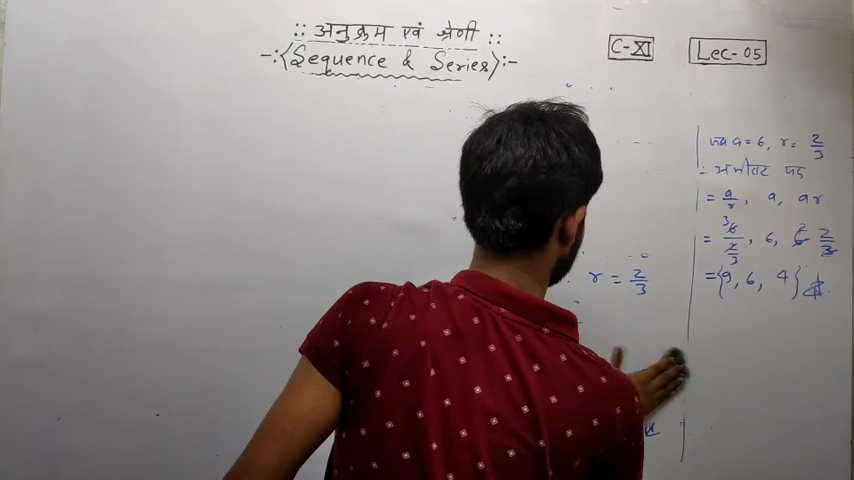 :: अनुक्रम एवं श्रेणी ::
-:{Sequence & Series}:-
C-XI
Lec-05
जब a = 6, r = 2/3
= अभीष्ट पद
= a/r, a, ar
= 6/(2/3), 6, 6 2/3
= {9, 6, 4}
r = 2/3